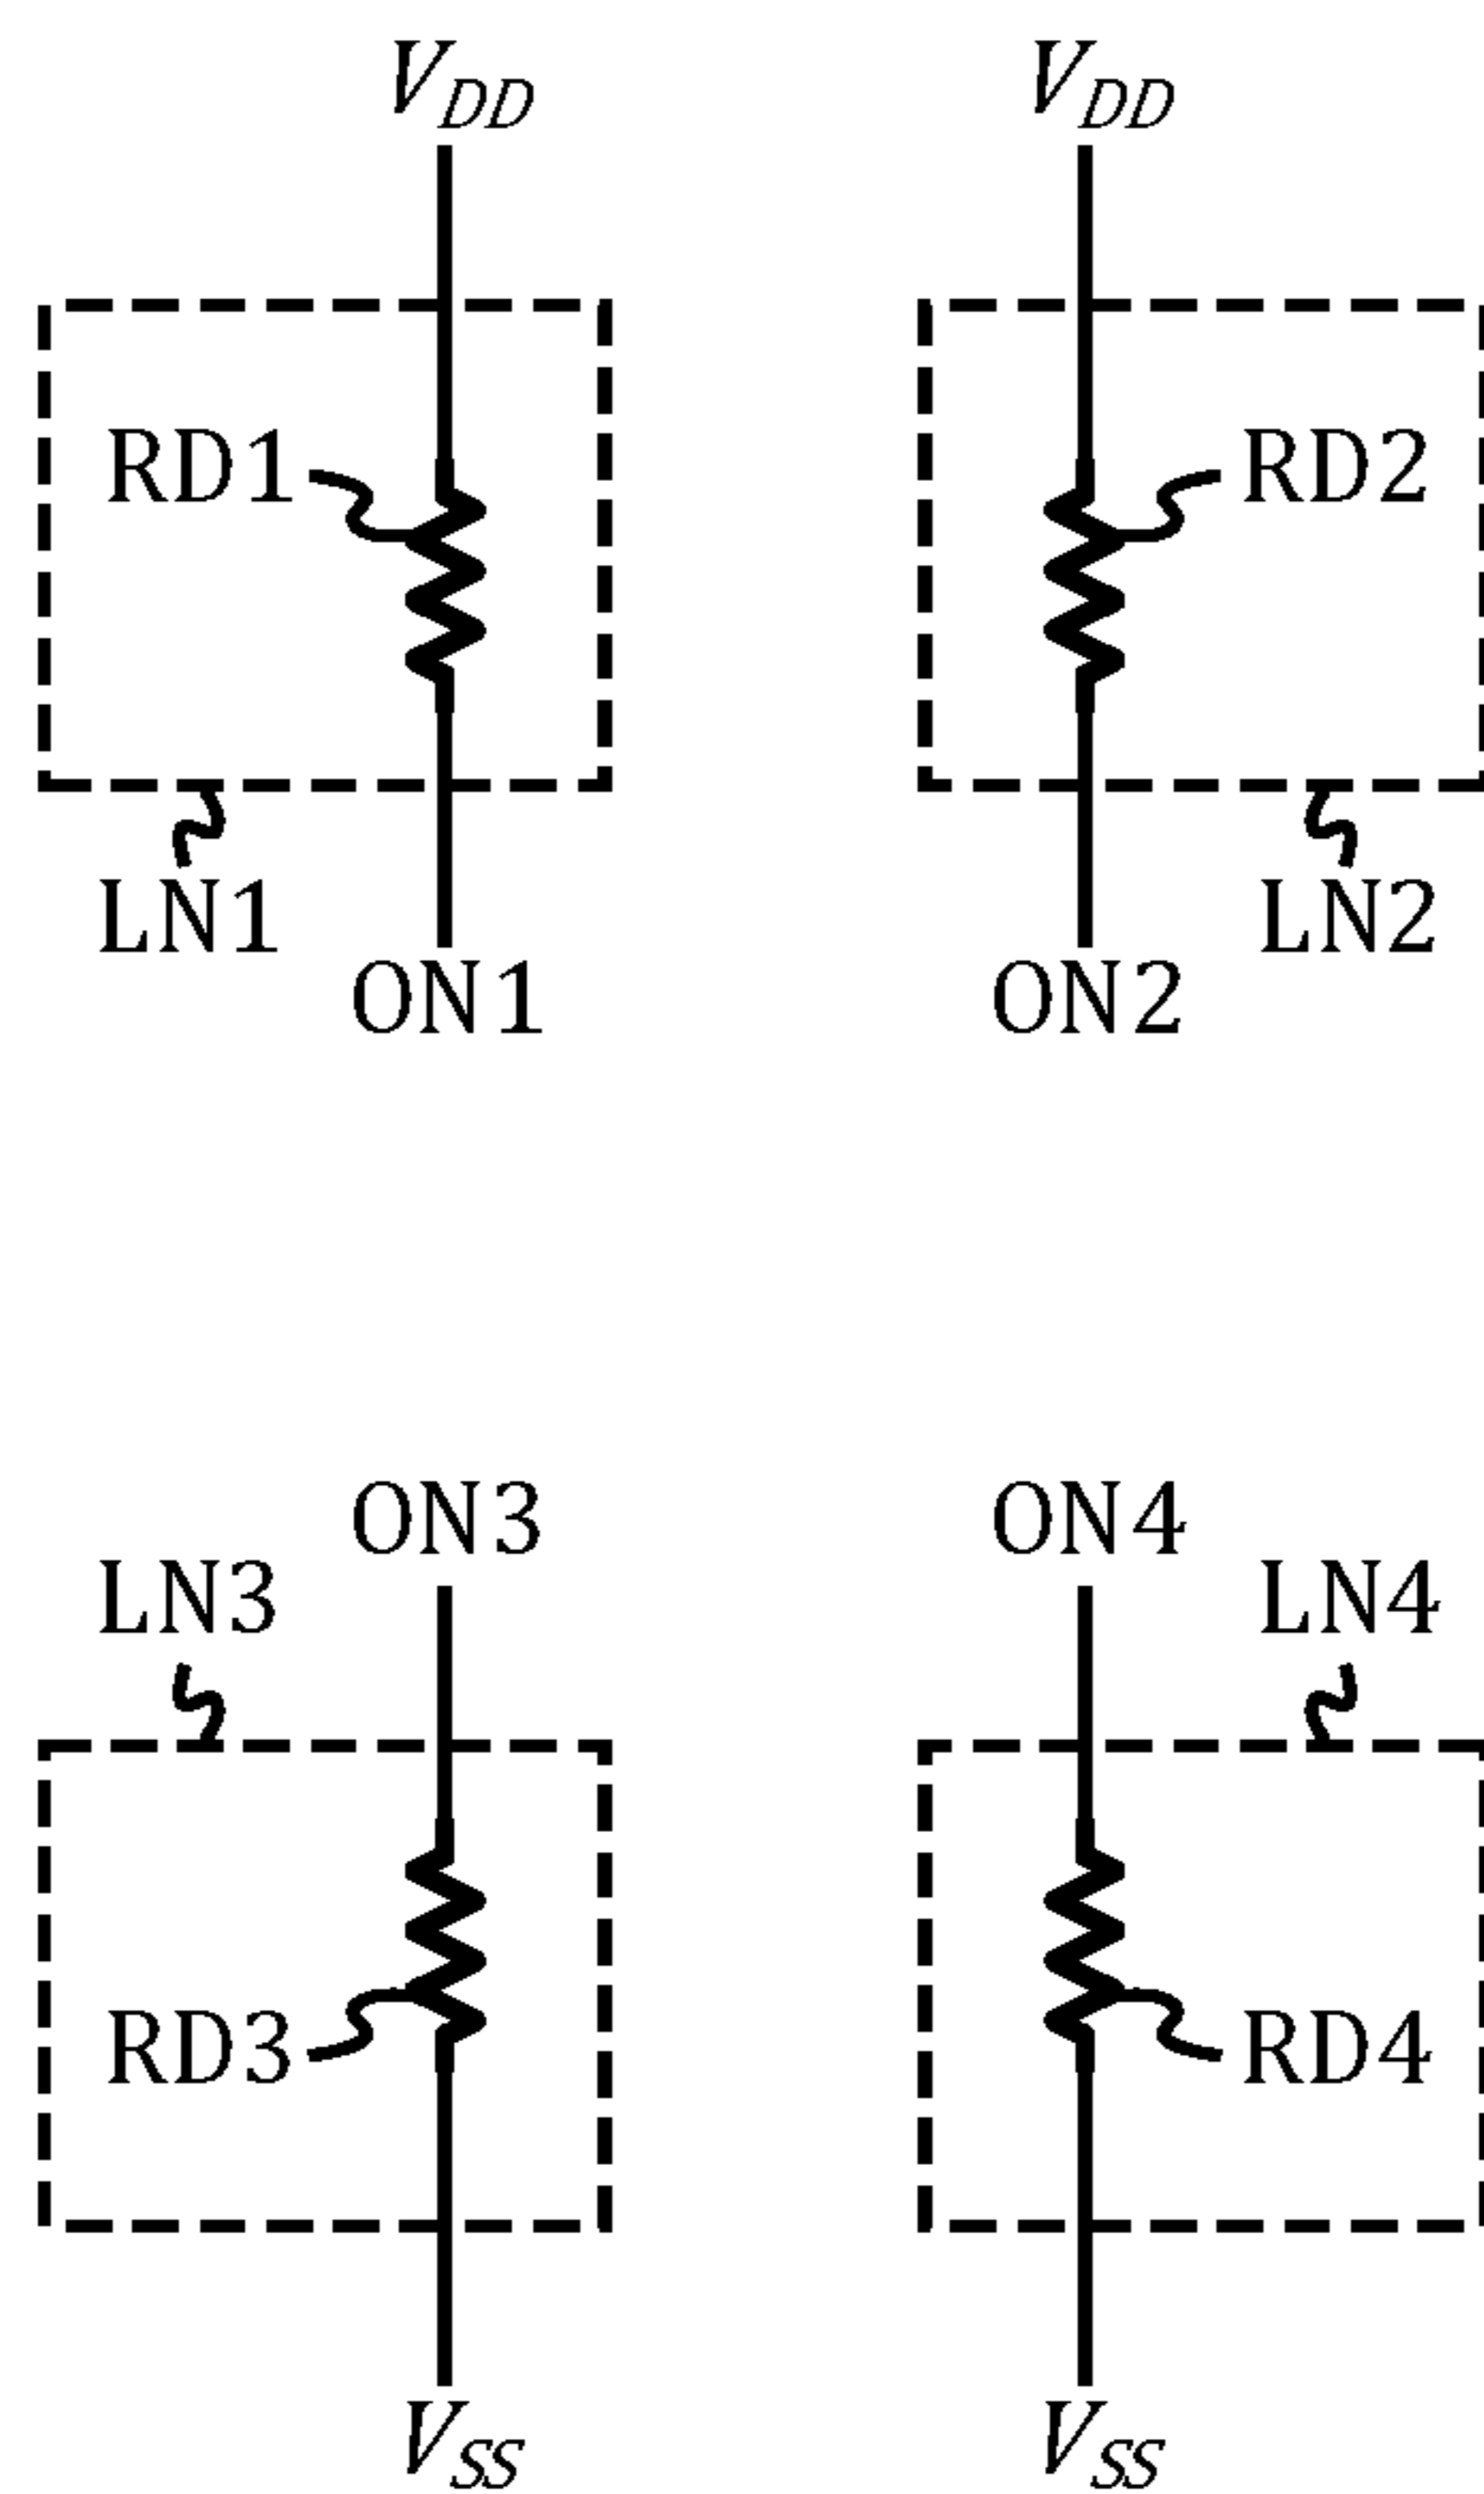 V_DD V_DD
RD1 RD2
LN1 LN2
ON1 ON2
ON3 ON4
LN3 LN4
RD3 RD4
V_SS V_SS